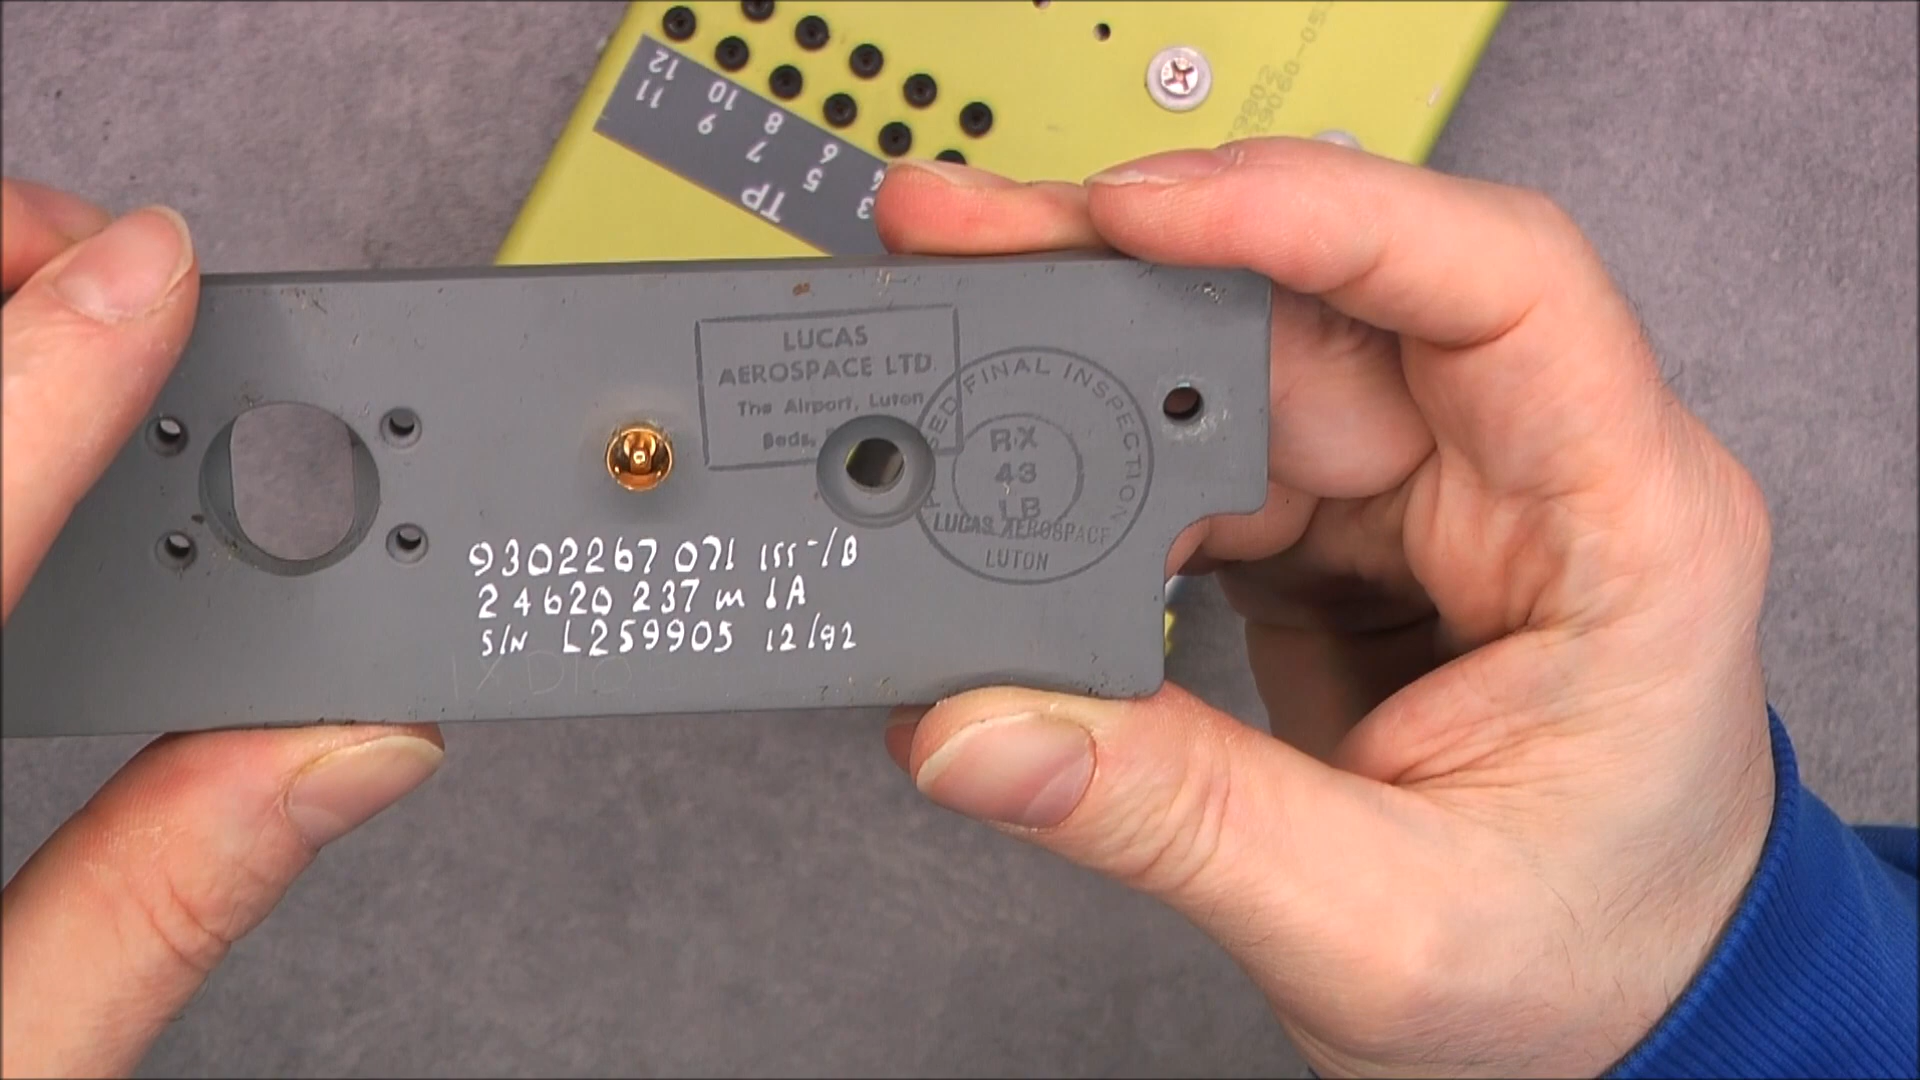 12
11
10
9
8
7
6
5
3
TP
LUCAS
AEROSPACE LTD.
The Airport, Luton
Beds,
FINAL INSPECTION
RX
43
LB
LUCAS AEROSPACE
LUTON
9302267 071 ISS -/B
24620 237 m 1A
S/N L259905 12/92